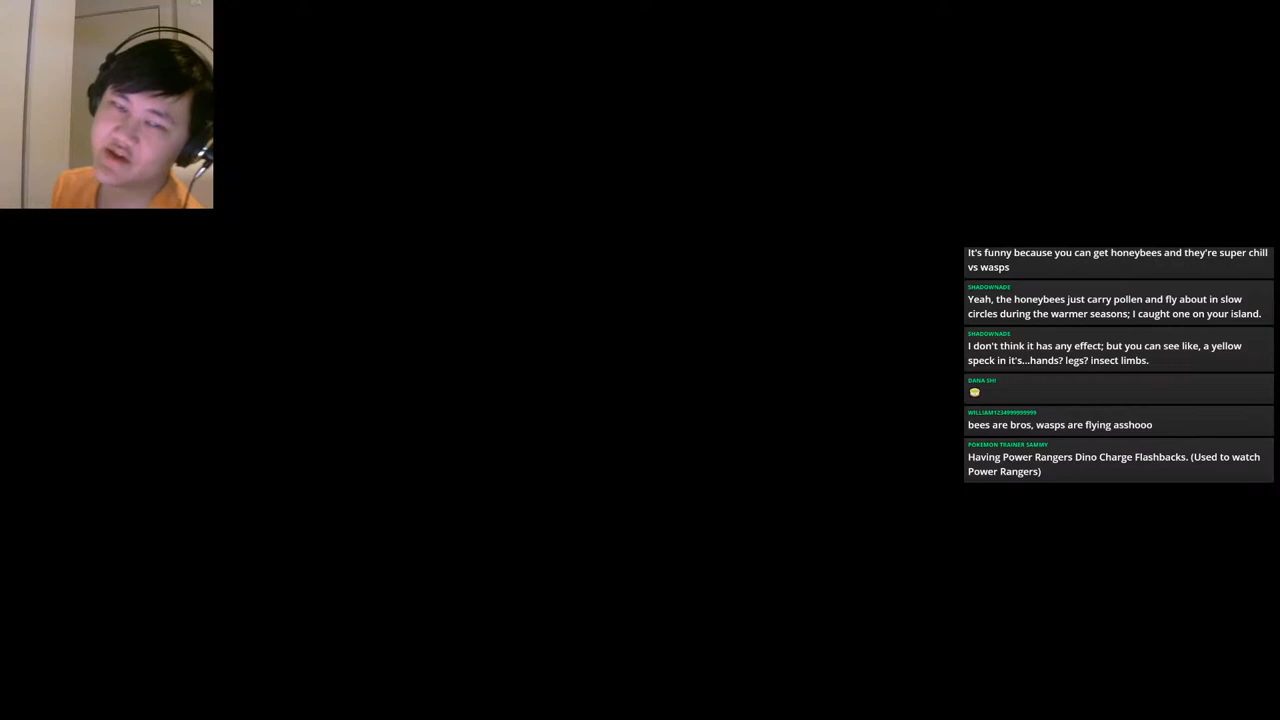 It's funny because you can get honeybees and they're super chill
vs wasps
SHADOWNADE
Yeah, the honeybees just carry pollen and fly about in slow
circles during the warmer seasons; I caught one on your island.
SHADOWNADE
I don't think it has any effect; but you can see like, a yellow
speck in it's...hands? legs? insect limbs.
DANA SHI
WILLIAM1234999999999
bees are bros, wasps are flying asshooo
POKEMON TRAINER SAMMY
Having Power Rangers Dino Charge Flashbacks. (Used to watch
Power Rangers)